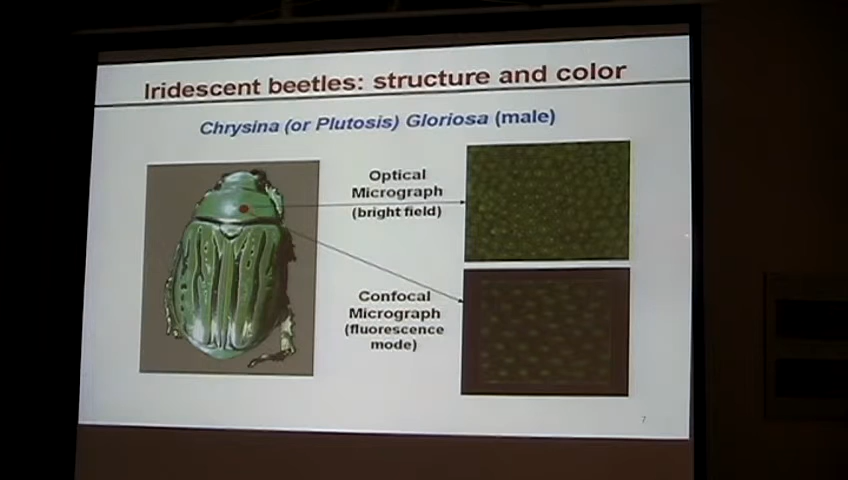 Iridescent beetles: structure and color
Chrysina (or Plutosis) Gloriosa (male)
Optical
Micrograph
(bright field)
Confocal
Micrograph
(fluorescence
mode)
7